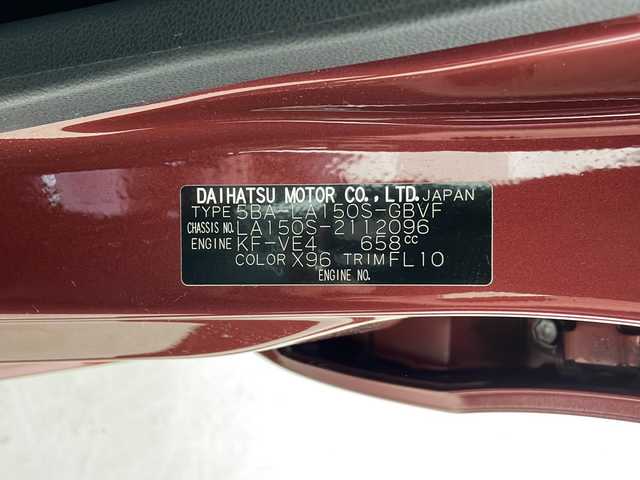 DAIHATSU MOTOR CO.,LTD. JAPAN
TYPE 5BA-LA150S-GBVF
CHASSIS NO. LA150S-2112096
ENGINE KF-VE4 658cc
COLOR X96 TRIM FL10
ENGINE NO.